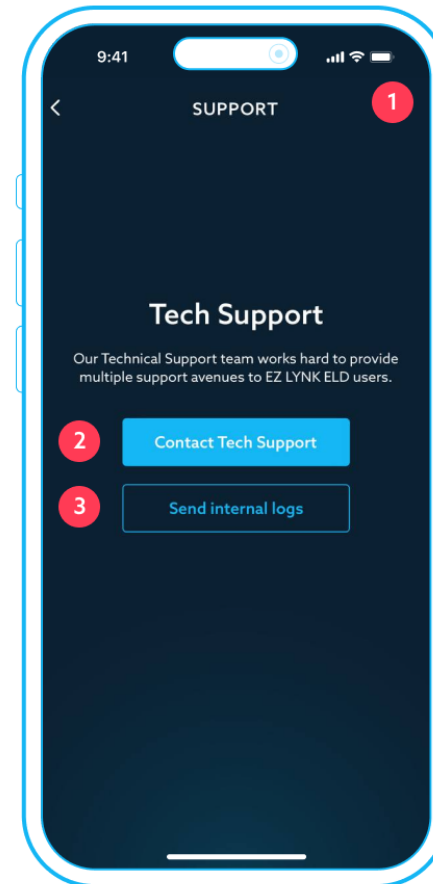 9:41
SUPPORT
1
Tech Support
Our Technical Support team works hard to provide
multiple support avenues to EZ LYNK ELD users.
2
Contact Tech Support
3
Send internal logs